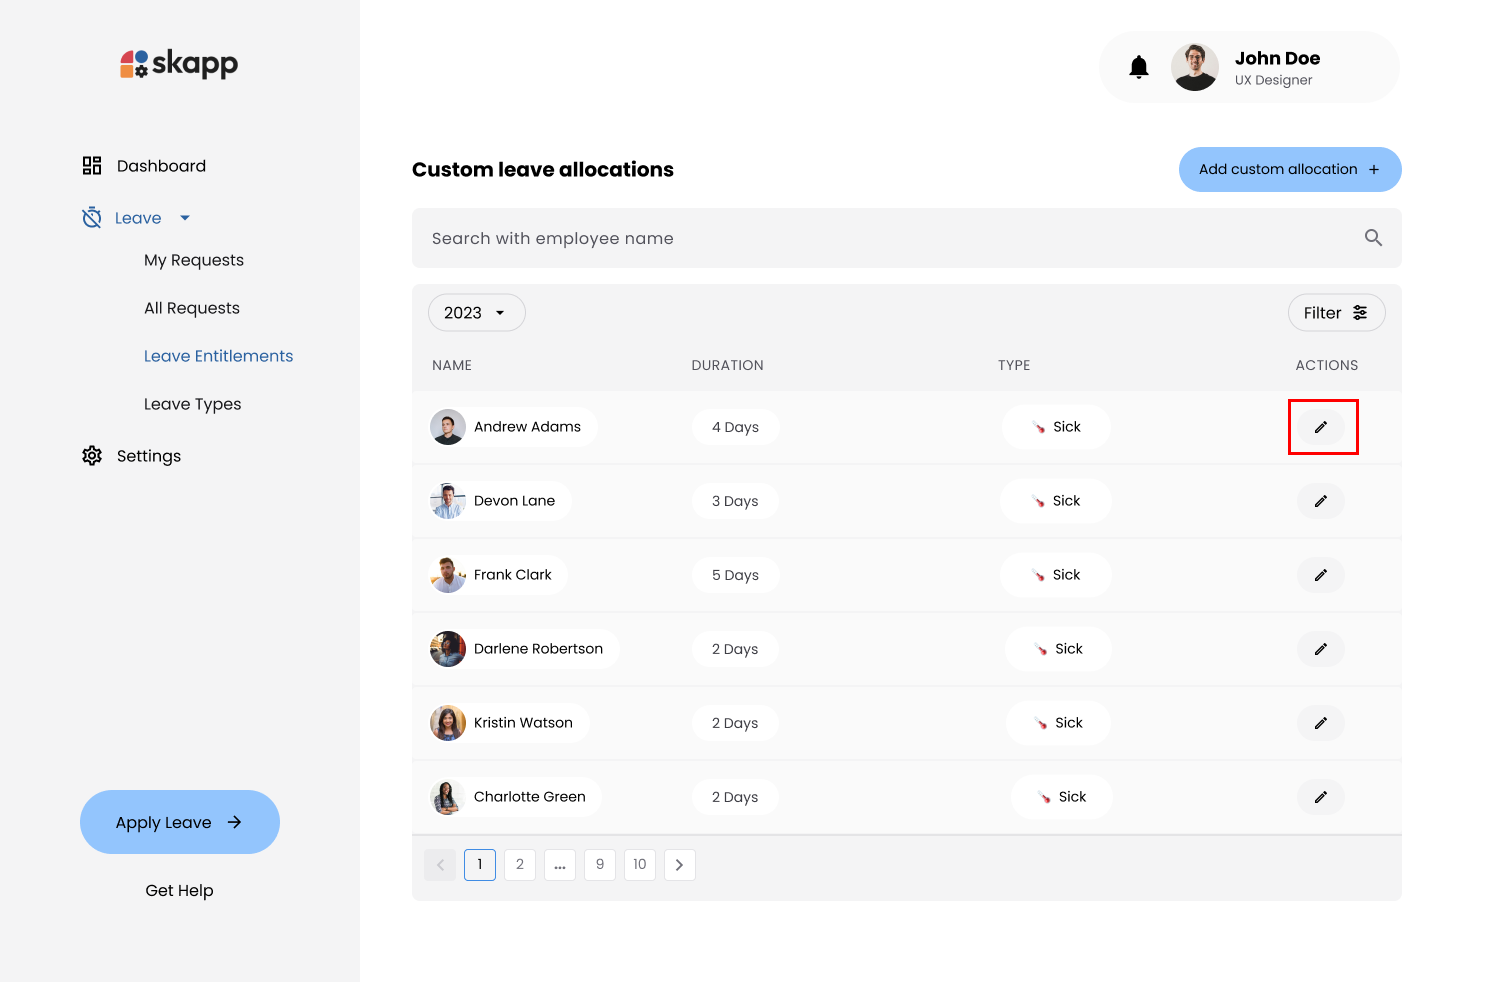 skapp
John Doe
UX Designer
Dashboard
Leave
My Requests
All Requests
Leave Entitlements
Leave Types
Settings
Apply Leave
Get Help
Custom leave allocations
Add custom allocation +
Search with employee name
2023
Filter
NAME DURATION TYPE ACTIONS
Andrew Adams 4 Days Sick
Devon Lane 3 Days Sick
Frank Clark 5 Days Sick
Darlene Robertson 2 Days Sick
Kristin Watson 2 Days Sick
Charlotte Green 2 Days Sick
1 2 ... 9 10